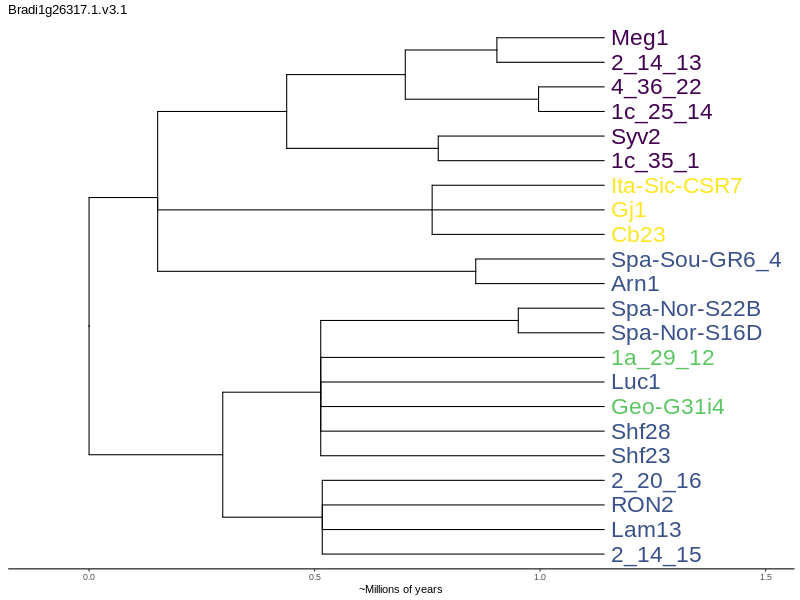 Bradi1g26317.1.v3.1
Meg1
2_14_13
4_36_22
1c_25_14
Syv2
1c_35_1
Ita-Sic-CSR7
Gj1
Cb23
Spa-Sou-GR6_4
Arn1
Spa-Nor-S22B
Spa-Nor-S16D
1a_29_12
Luc1
Geo-G31i4
Shf28
Shf23
2_20_16
RON2
Lam13
2_14_15
0.0 0.5 1.0 1.5
~Millions of years